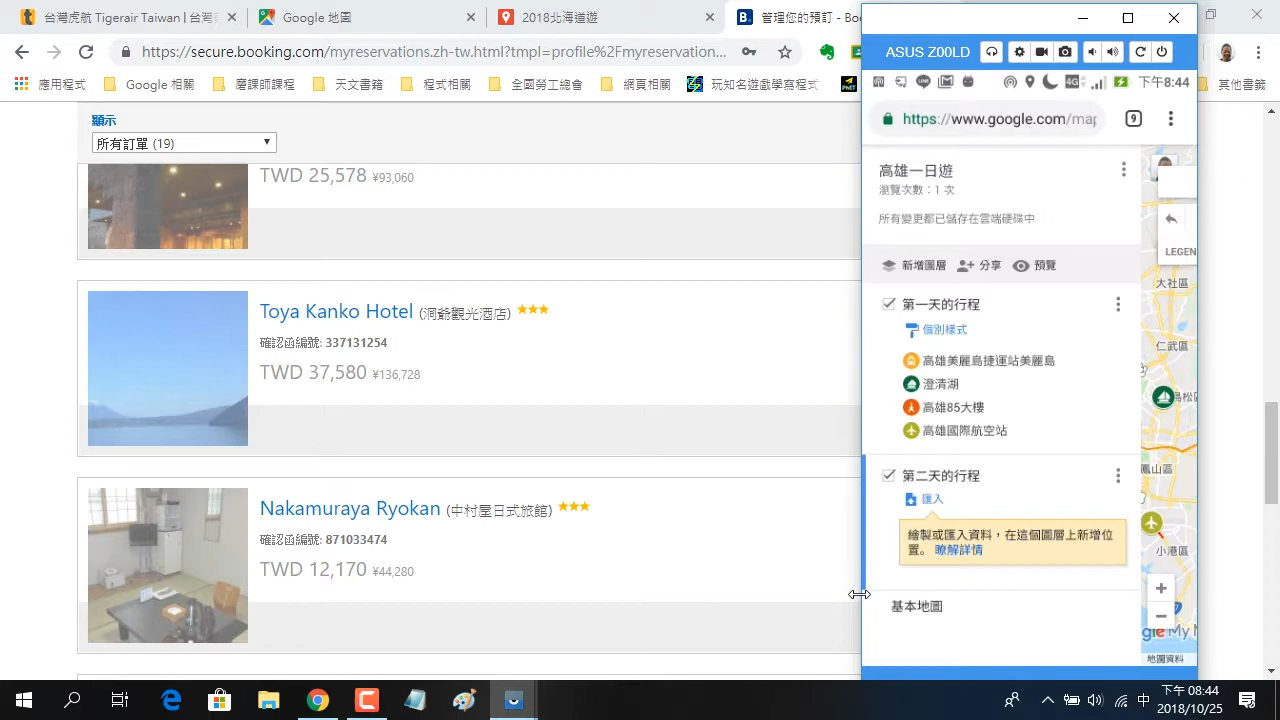 台灣虎航 Tigerair Taiwan | 台灣
Google 地圖
2018北海道遊
管理您的預訂 - Boo
https://secure.booking.com/myreservations.zh-tw.html?tmpl=profile%2Fmyreservation...
應用程式
Google 相關
章師課程
天文書籤
下午茶
全國勞工總會
網頁相關
玩知名遊戲學寫程式
其他書籤
顯示
所有訂單 (19)
TWD 25,578 ¥93,060
Toya Kanko Hotel (洞爺觀光酒店)
確認函編號: 337131254
TWD 37,580 ¥136,728
Nakamuraya Ryokan (中村屋日式旅館)
確認函編號: 871033474
TWD 12,170 ¥44,280
ASUS Z00LD
4G
下午8:44
https://www.google.com/map
9
高雄一日遊
瀏覽次數：1 次
所有變更都已儲存在雲端硬碟中
新增圖層
分享
預覽
第一天的行程
個別樣式
高雄美麗島捷運站美麗島
澄清湖
高雄85大樓
高雄國際航空站
第二天的行程
匯入
繪製或匯入資料，在這個圖層上新增位
置。 瞭解詳情
基本地圖
LEGEN
大社區
仁武區
鳥松區
鳳山區
小港區
gle My M
地圖資料
中
下午 08:44
2018/10/25